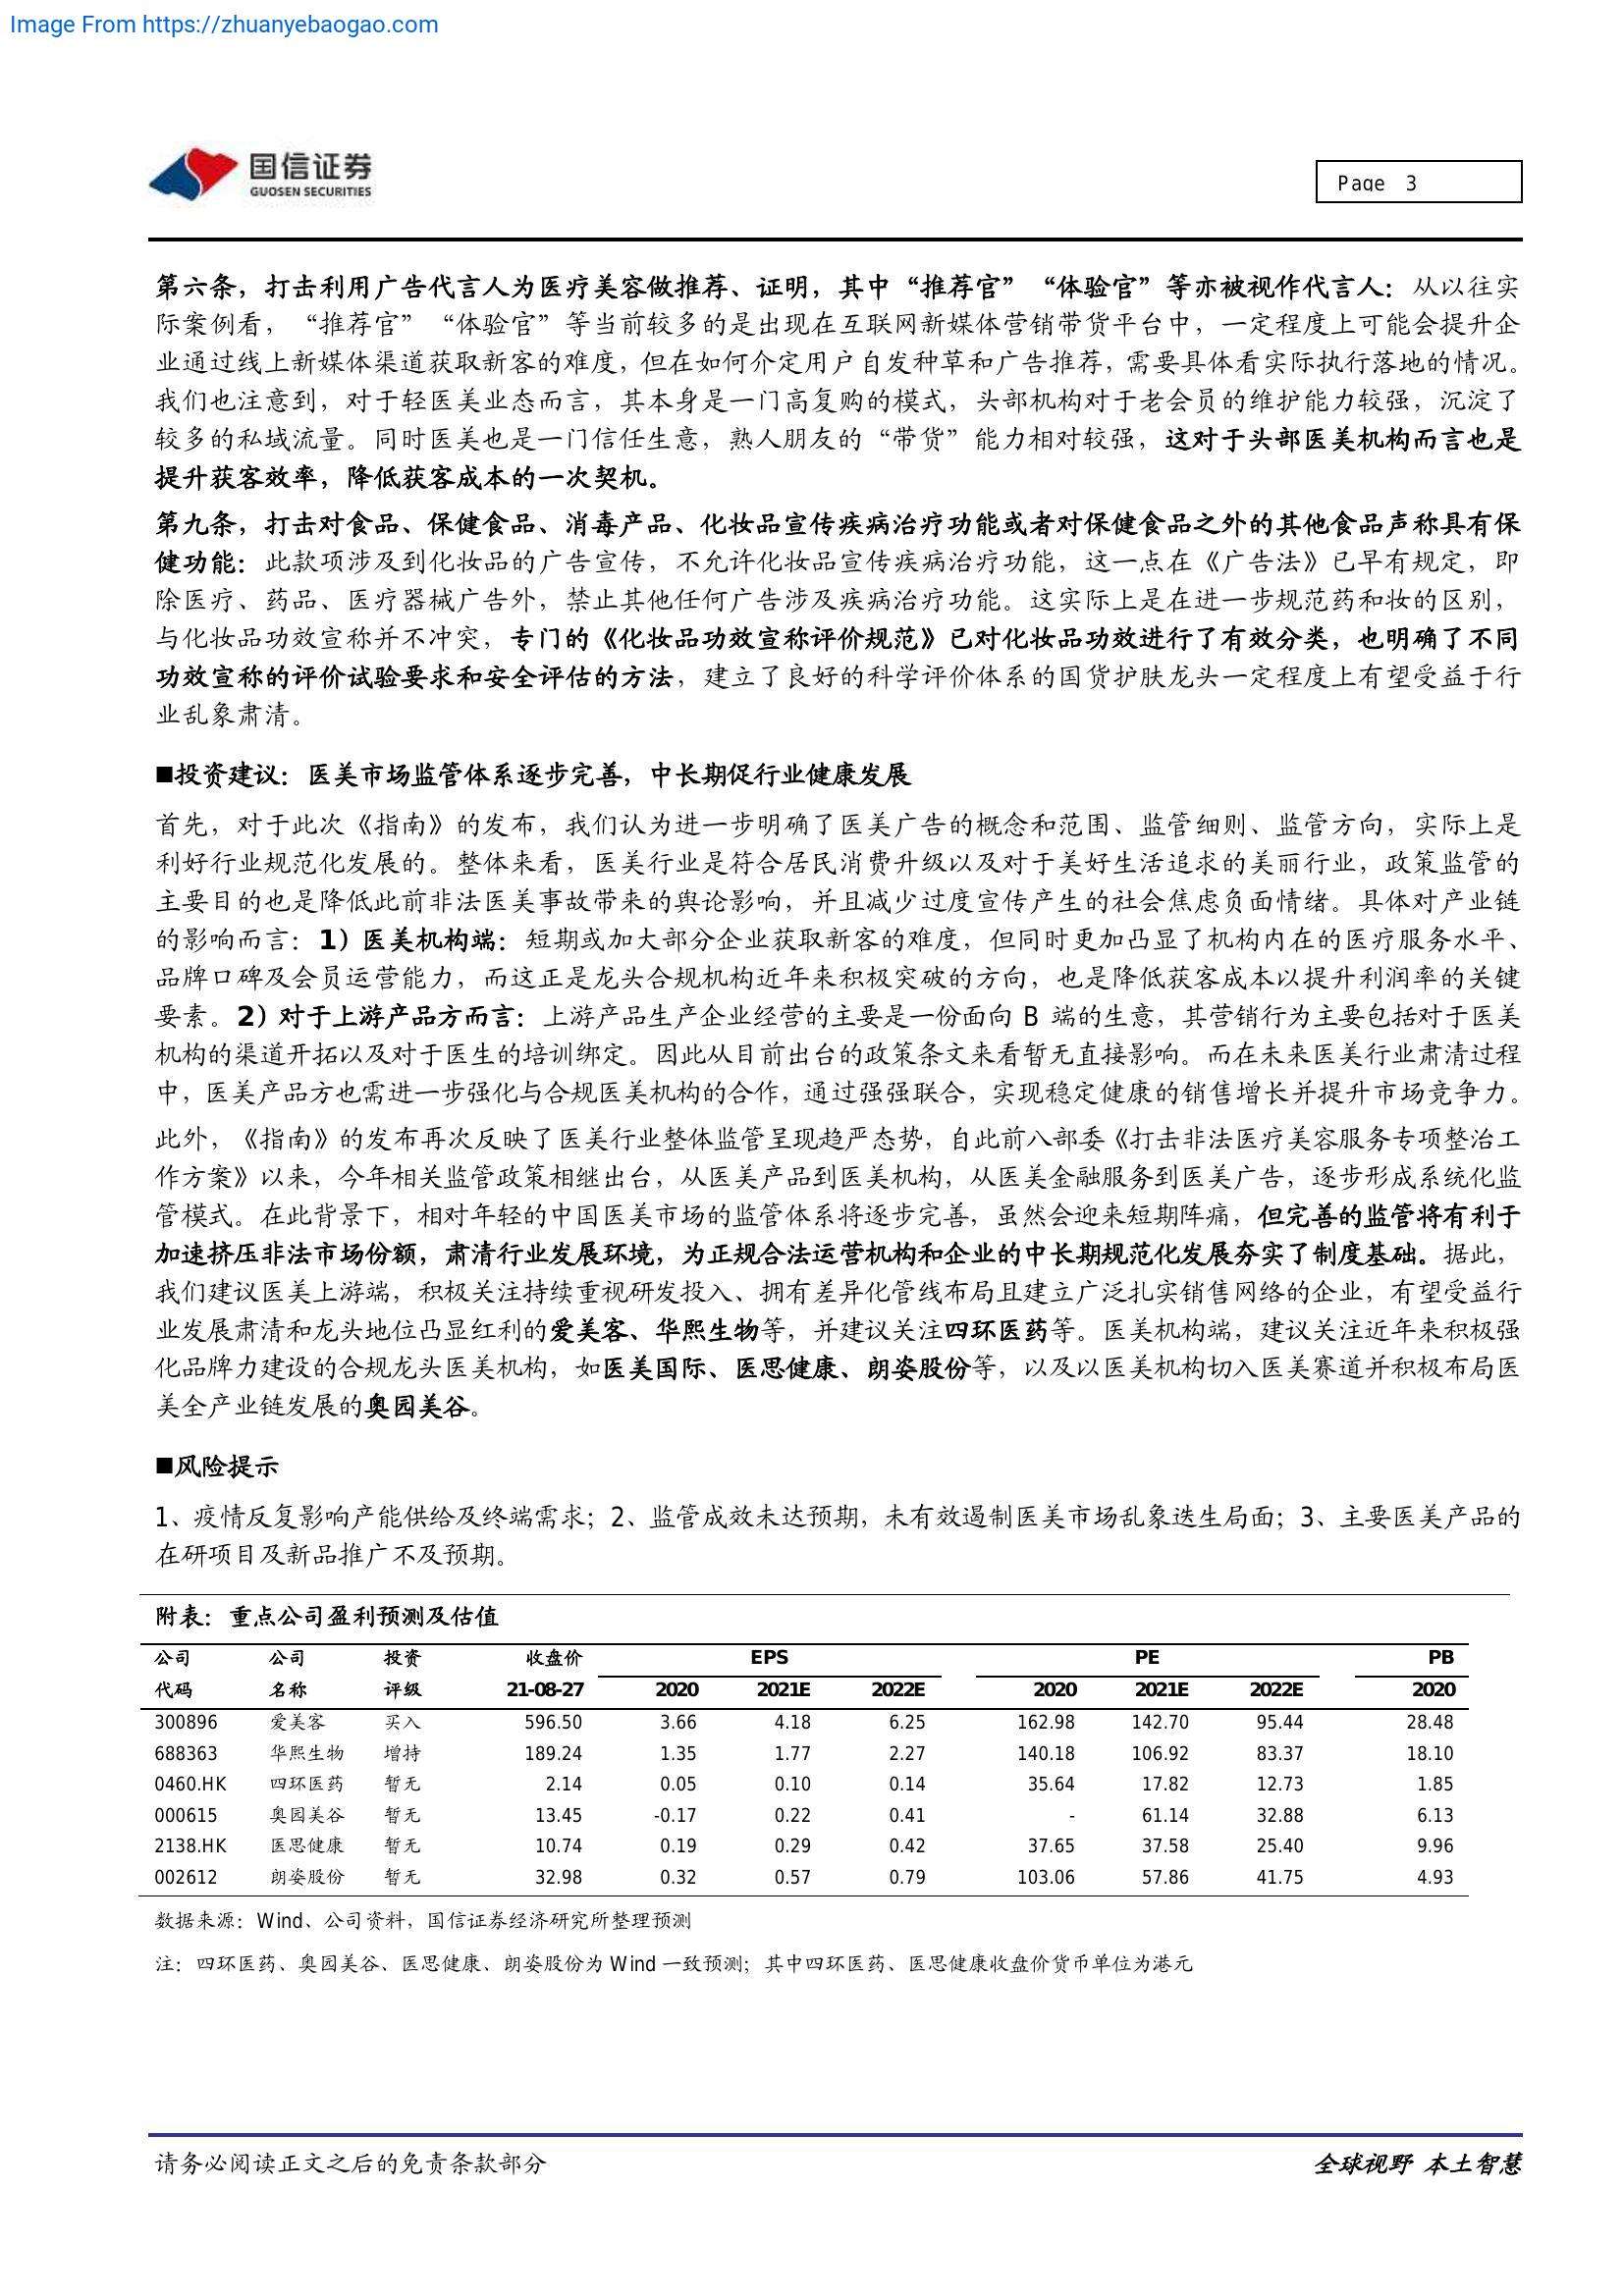 Image From https://zhuanyebaogao.com
国信证券
GUOSEN SECURITIES
Page 3
第六条，打击利用广告代言人为医疗美容做推荐、证明，其中“推荐官”“体验官”等亦被视作代言人：从以往实
际案例看，“推荐官”“体验官”等当前较多的是出现在互联网新媒体营销带货平台中，一定程度上可能会提升企
业通过线上新媒体渠道获取新客的难度，但在如何介定用户自发种草和广告推荐，需要具体看实际执行落地的情况。
我们也注意到，对于轻医美业态而言，其本身是一门高复购的模式，头部机构对于老会员的维护能力较强，沉淀了
较多的私域流量。同时医美也是一门信任生意，熟人朋友的“带货”能力相对较强，这对于头部医美机构而言也是
提升获客效率，降低获客成本的一次契机。
第九条，打击对食品、保健食品、消毒产品、化妆品宣传疾病治疗功能或者对保健食品之外的其他食品声称具有保
健功能：此款项涉及到化妆品的广告宣传，不允许化妆品宣传疾病治疗功能，这一点在《广告法》已早有规定，即
除医疗、药品、医疗器械广告外，禁止其他任何广告涉及疾病治疗功能。这实际上是在进一步规范药和妆的区别，
与化妆品功效宣称并不冲突，专门的《化妆品功效宣称评价规范》已对化妆品功效进行了有效分类，也明确了不同
功效宣称的评价试验要求和安全评估的方法，建立了良好的科学评价体系的国货护肤龙头一定程度上有望受益于行
业乱象肃清。
■投资建议：医美市场监管体系逐步完善，中长期促行业健康发展
首先，对于此次《指南》的发布，我们认为进一步明确了医美广告的概念和范围、监管细则、监管方向，实际上是
利好行业规范化发展的。整体来看，医美行业是符合居民消费升级以及对于美好生活追求的美丽行业，政策监管的
主要目的也是降低此前非法医美事故带来的舆论影响，并且减少过度宣传产生的社会焦虑负面情绪。具体对产业链
的影响而言：1）医美机构端：短期或加大部分企业获取新客的难度，但同时更加凸显了机构内在的医疗服务水平、
品牌口碑及会员运营能力，而这正是龙头合规机构近年来积极突破的方向，也是降低获客成本以提升利润率的关键
要素。2）对于上游产品方而言：上游产品生产企业经营的主要是一份面向 B 端的生意，其营销行为主要包括对于医美
机构的渠道开拓以及对于医生的培训绑定。因此从目前出台的政策条文来看暂无直接影响。而在未来医美行业肃清过程
中，医美产品方也需进一步强化与合规医美机构的合作，通过强强联合，实现稳定健康的销售增长并提升市场竞争力。
此外，《指南》的发布再次反映了医美行业整体监管呈现趋严态势，自此前八部委《打击非法医疗美容服务专项整治工
作方案》以来，今年相关监管政策相继出台，从医美产品到医美机构，从医美金融服务到医美广告，逐步形成系统化监
管模式。在此背景下，相对年轻的中国医美市场的监管体系将逐步完善，虽然会迎来短期阵痛，但完善的监管将有利于
加速挤压非法市场份额，肃清行业发展环境，为正规合法运营机构和企业的中长期规范化发展夯实了制度基础。据此，
我们建议医美上游端，积极关注持续重视研发投入、拥有差异化管线布局且建立广泛扎实销售网络的企业，有望受益行
业发展肃清和龙头地位凸显红利的爱美客、华熙生物等，并建议关注四环医药等。医美机构端，建议关注近年来积极强
化品牌力建设的合规龙头医美机构，如医美国际、医思健康、朗姿股份等，以及以医美机构切入医美赛道并积极布局医
美全产业链发展的奥园美谷。
■风险提示
1、疫情反复影响产能供给及终端需求；2、监管成效未达预期，未有效遏制医美市场乱象迭生局面；3、主要医美产品的
在研项目及新品推广不及预期。
附表：重点公司盈利预测及估值
公司 公司 投资 收盘价 EPS PE PB
代码 名称 评级 21-08-27 2020 2021E 2022E 2020 2021E 2022E 2020
300896 爱美客 买入 596.50 3.66 4.18 6.25 162.98 142.70 95.44 28.48
688363 华熙生物 增持 189.24 1.35 1.77 2.27 140.18 106.92 83.37 18.10
0460.HK 四环医药 暂无 2.14 0.05 0.10 0.14 35.64 17.82 12.73 1.85
000615 奥园美谷 暂无 13.45 -0.17 0.22 0.41 - 61.14 32.88 6.13
2138.HK 医思健康 暂无 10.74 0.19 0.29 0.42 37.65 37.58 25.40 9.96
002612 朗姿股份 暂无 32.98 0.32 0.57 0.79 103.06 57.86 41.75 4.93
数据来源：Wind、公司资料，国信证券经济研究所整理预测
注：四环医药、奥园美谷、医思健康、朗姿股份为 Wind 一致预测；其中四环医药、医思健康收盘价货币单位为港元
请务必阅读正文之后的免责条款部分
全球视野 本土智慧